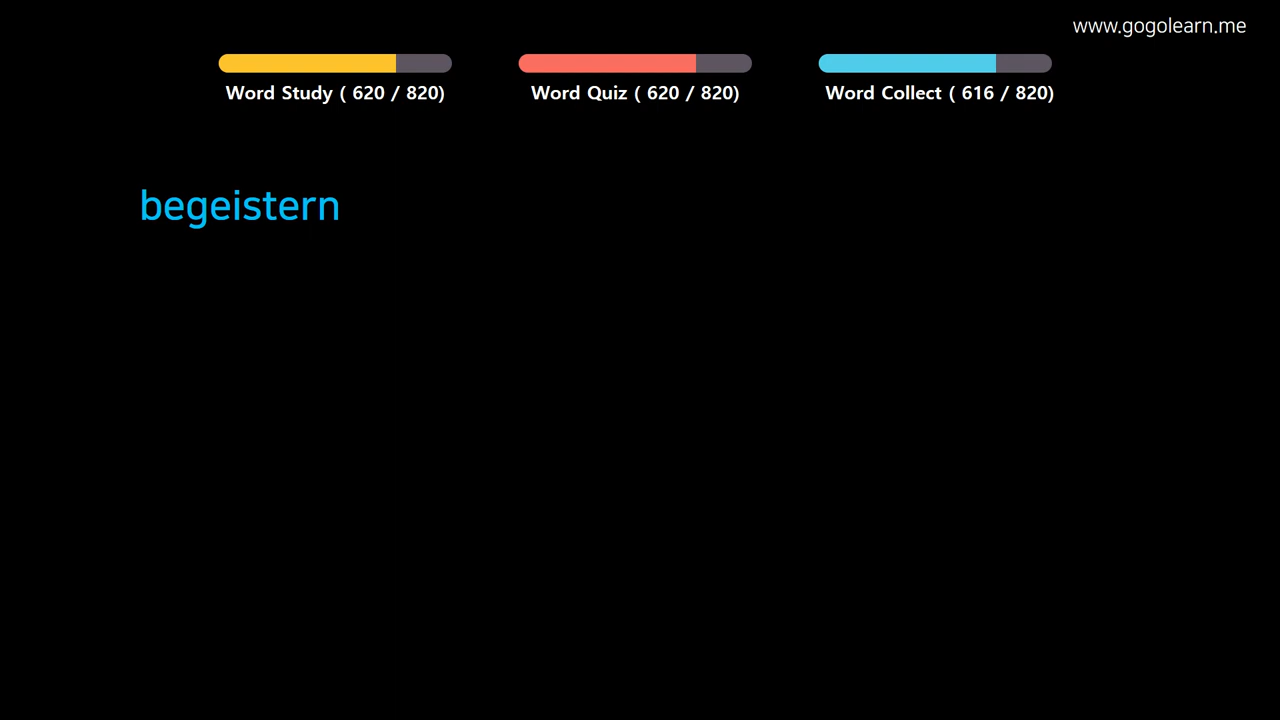 www.gogolearn.me
Word Study ( 620 / 820)
Word Quiz ( 620 / 820)
Word Collect ( 616 / 820)
begeistern